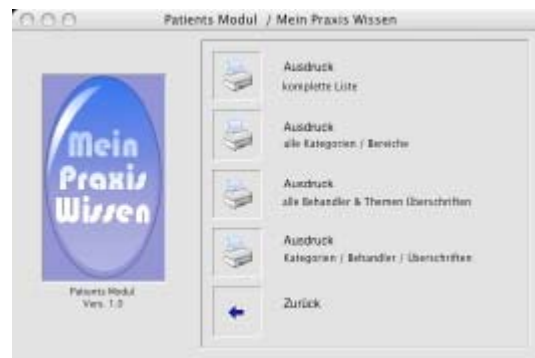 Patients Modul / Mein Praxis Wissen
Mein
Praxis
Wissen
Patients Modul
Vers. 1.0
Ausdruck
komplette Liste
Ausdruck
alle Kategorien / Bereiche
Ausdruck
alle Behandler & Themen Überschriften
Ausdruck
Kategorien / Behandler / Überschriften
Zurück